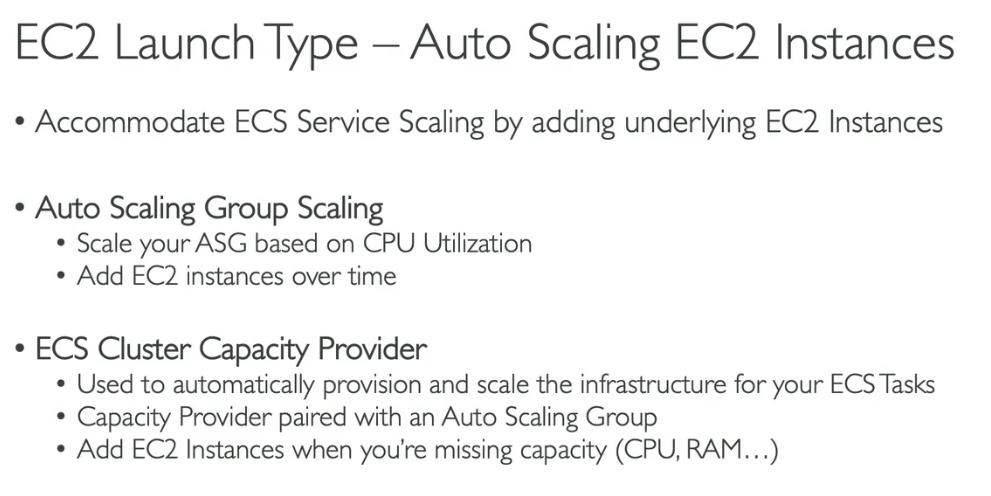 EC2 Launch Type – Auto Scaling EC2 Instances
• Accommodate ECS Service Scaling by adding underlying EC2 Instances
• Auto Scaling Group Scaling
• Scale your ASG based on CPU Utilization
• Add EC2 instances over time
• ECS Cluster Capacity Provider
• Used to automatically provision and scale the infrastructure for your ECS Tasks
• Capacity Provider paired with an Auto Scaling Group
• Add EC2 Instances when you’re missing capacity (CPU, RAM…)